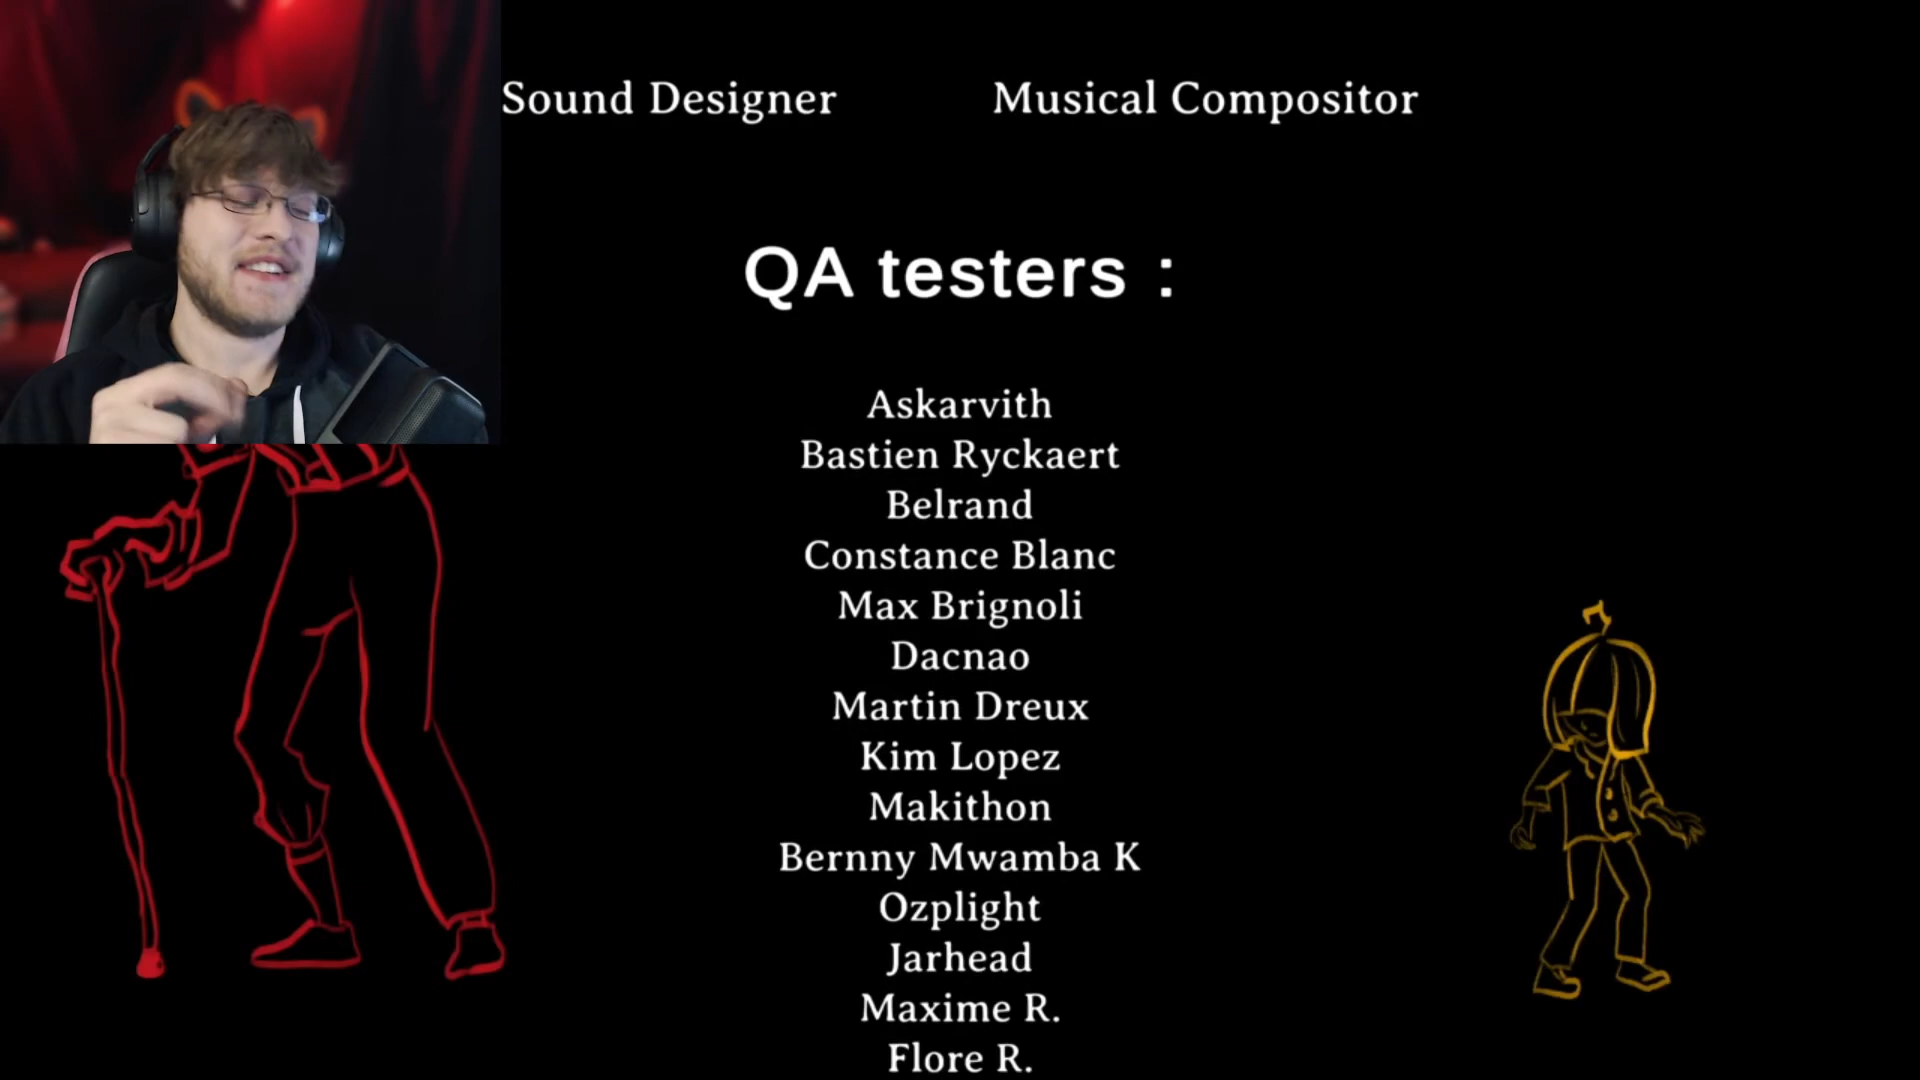 Sound Designer Musical Compositor
QA testers :
Askarvith
Bastien Ryckaert
Belrand
Constance Blanc
Max Brignoli
Dacnao
Martin Dreux
Kim Lopez
Makithon
Bernny Mwamba K
Ozplight
Jarhead
Maxime R.
Flore R.